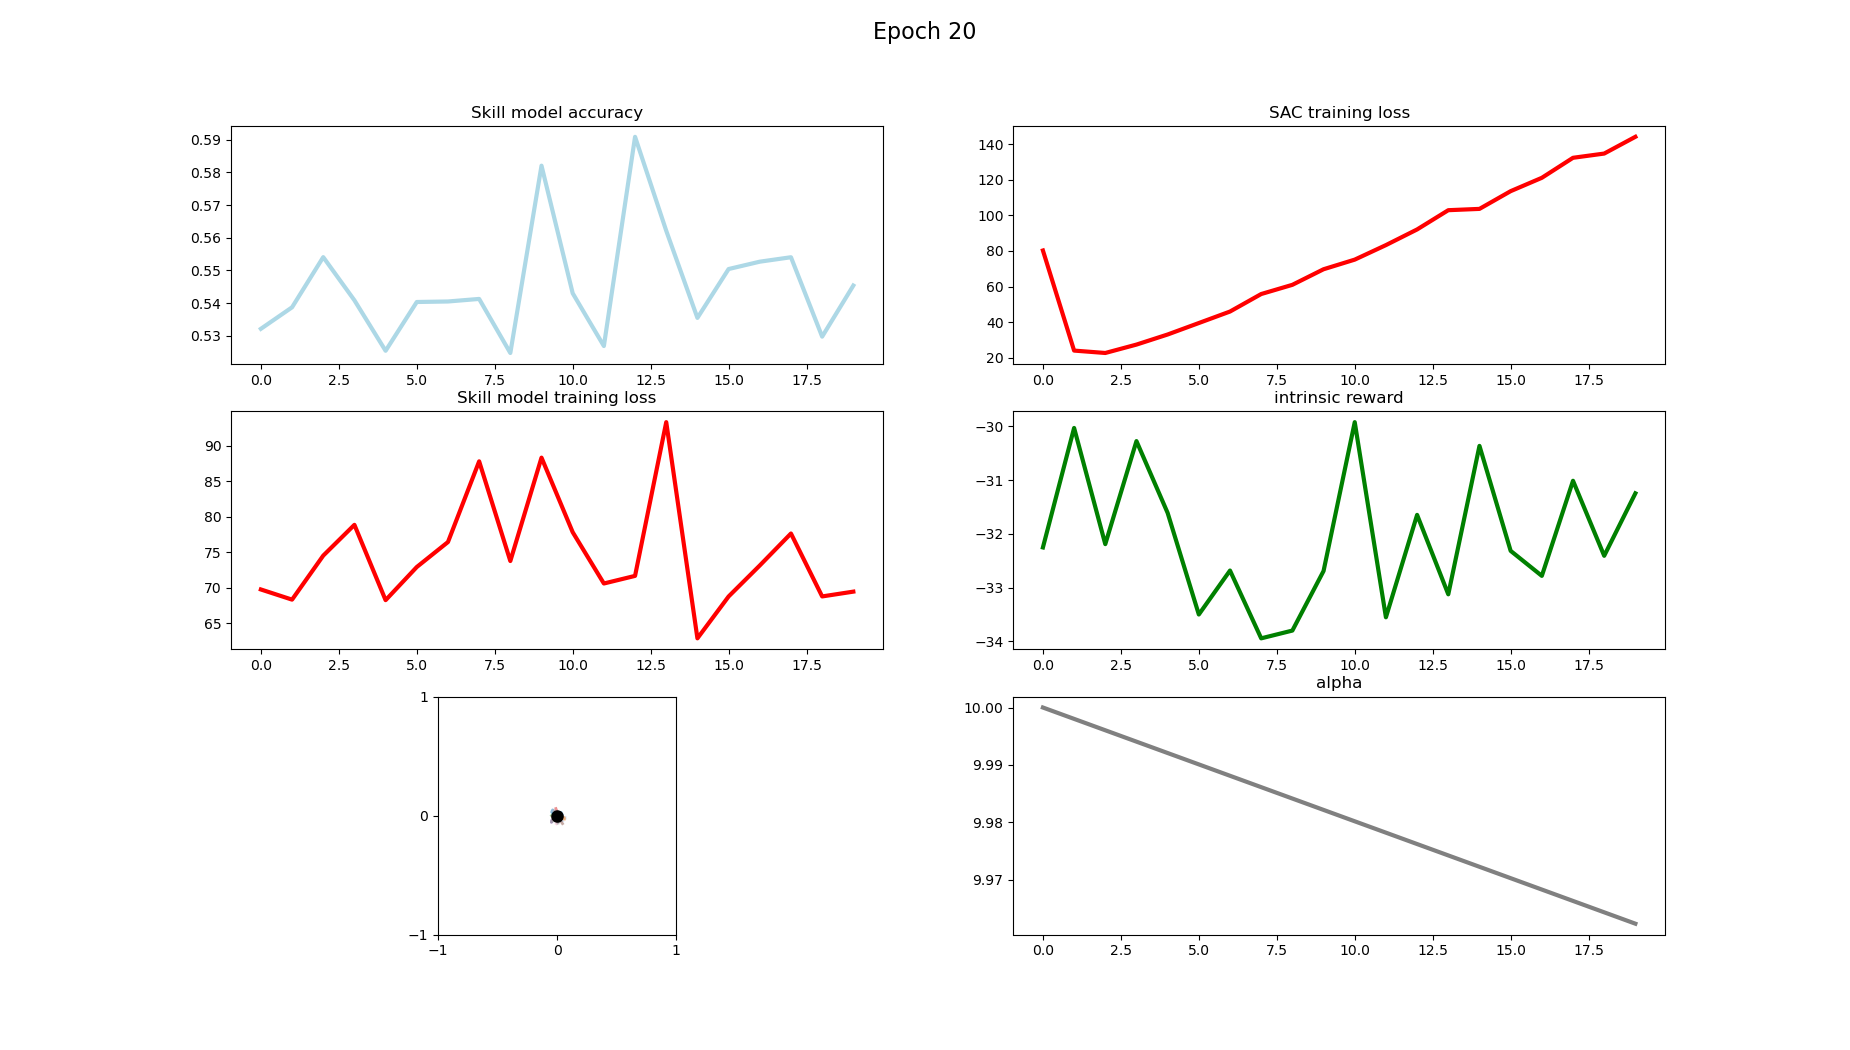 Epoch 20
Skill model accuracy
0.59
0.58
0.57
0.56
0.55
0.54
0.53
0.0 2.5 5.0 7.5 10.0 12.5 15.0 17.5
SAC training loss
140
120
100
80
60
40
20
0.0 2.5 5.0 7.5 10.0 12.5 15.0 17.5
Skill model training loss
90
85
80
75
70
65
0.0 2.5 5.0 7.5 10.0 12.5 15.0 17.5
intrinsic reward
−30
−31
−32
−33
−34
0.0 2.5 5.0 7.5 10.0 12.5 15.0 17.5
1
0
−1
−1 0 1
alpha
10.00
9.99
9.98
9.97
0.0 2.5 5.0 7.5 10.0 12.5 15.0 17.5